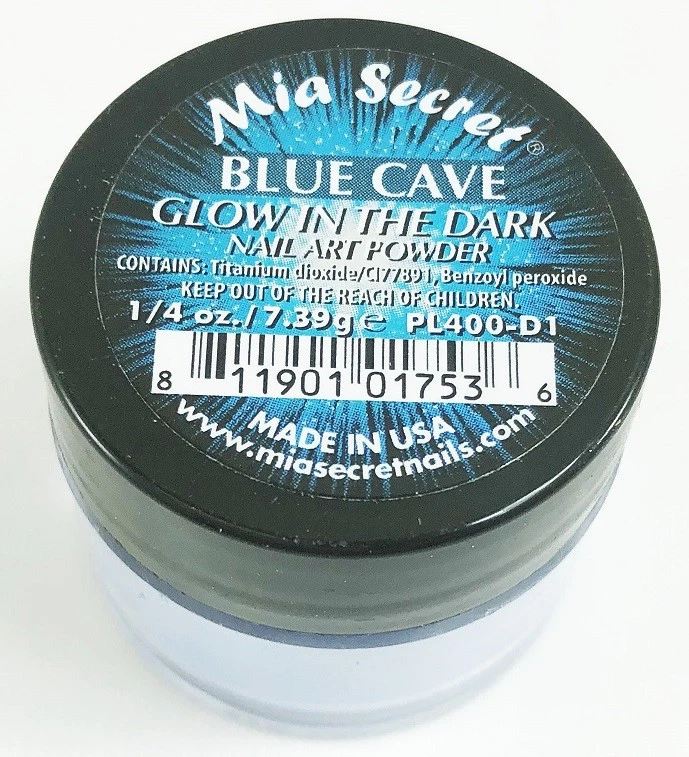 Mia Secret®
BLUE CAVE
GLOW IN THE DARK
NAIL ART POWDER
CONTAINS: Titanium dioxide/CI77891, Benzoyl peroxide
KEEP OUT OF THE REACH OF CHILDREN.
1/4 oz./7.39g ℮ PL400-D1
8 11901 01753 6
MADE IN USA
www.miasecretnails.com